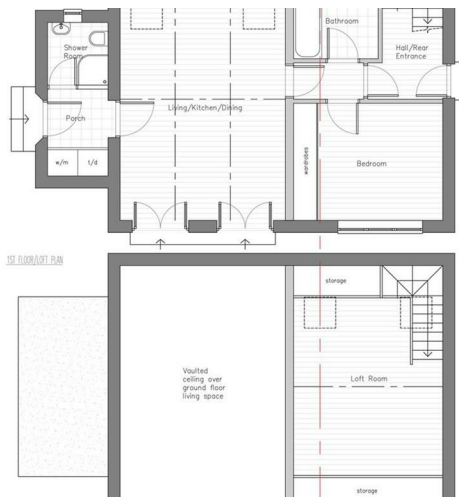 Bathroom
Shower
Room
Hall/Rear
Entrance
Porch
Living/Kitchen/Dining
w/m
t/d
wardrobes
Bedroom
1ST FLOOR/LOFT PLAN
storage
Vaulted
ceiling over
ground floor
living space
Loft Room
storage